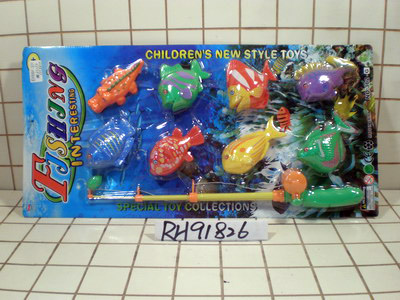 CHILDREN'S NEW STYLE TOYS
FISHING
INTERESTING
SPECIAL TOY COLLECTIONS
RH91826